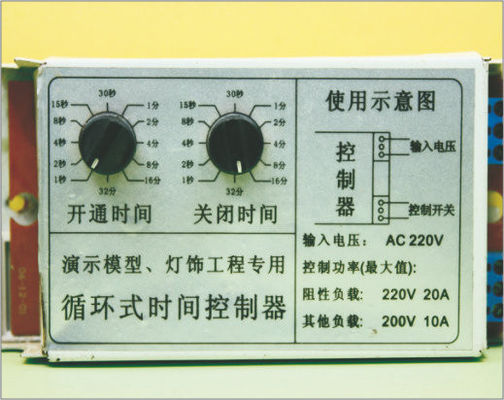 30秒
15秒 1分
8秒 2分
4秒 4分
2秒 8分
1秒 16分
32分
开通时间
30秒
15秒 1分
8秒 2分
4秒 4分
2秒 8分
1秒 16分
32分
关闭时间
演示模型、灯饰工程专用
循环式时间控制器
使用示意图
控制器
输入电压
控制开关
输入电压: AC 220V
控制功率(最大值):
阻性负载: 220V 20A
其他负载: 200V 10A